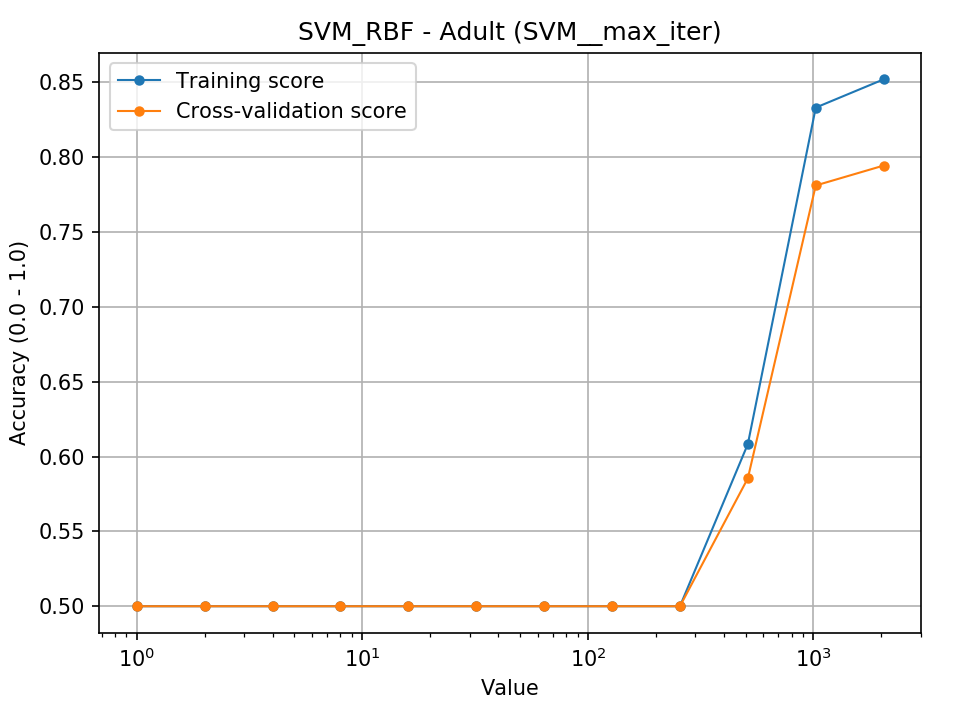 SVM_RBF - Adult (SVM__max_iter)
Training score
Cross-validation score
Accuracy (0.0 - 1.0)
0.85
0.80
0.75
0.70
0.65
0.60
0.55
0.50
10⁰ 10¹ 10² 10³
Value